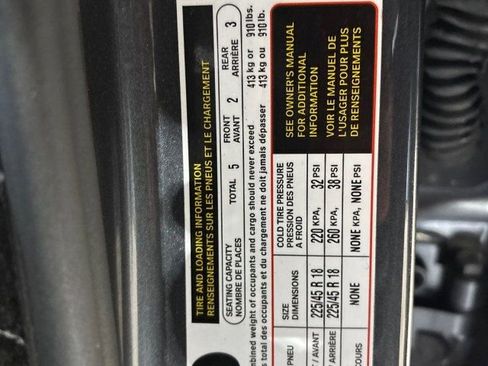 TIRE AND LOADING INFORMATION
RENSEIGNEMENTS SUR LES PNEUS ET LE CHARGEMENT
SEATING CAPACITY
NOMBRE DE PLACES
TOTAL 5
FRONT
AVANT 2
REAR
ARRIÈRE 3
mbined weight of occupants and cargo should never exceed 413 kg or 910 lbs.
s total des occupants et du chargement ne doit jamais dépasser 413 kg ou 910 lb.
PNEU
SIZE
DIMENSIONS
COLD TIRE PRESSURE
PRESSION DES PNEUS
A FROID
/ AVANT 225/45 R 18 220 KPA, 32 PSI
/ ARRIÈRE 225/45 R 18 260 KPA, 38 PSI
COURS NONE NONE KPA, NONE PSI
SEE OWNER'S MANUAL
FOR ADDITIONAL
INFORMATION
VOIR LE MANUEL DE
L'USAGER POUR PLUS
DE RENSEIGNEMENTS